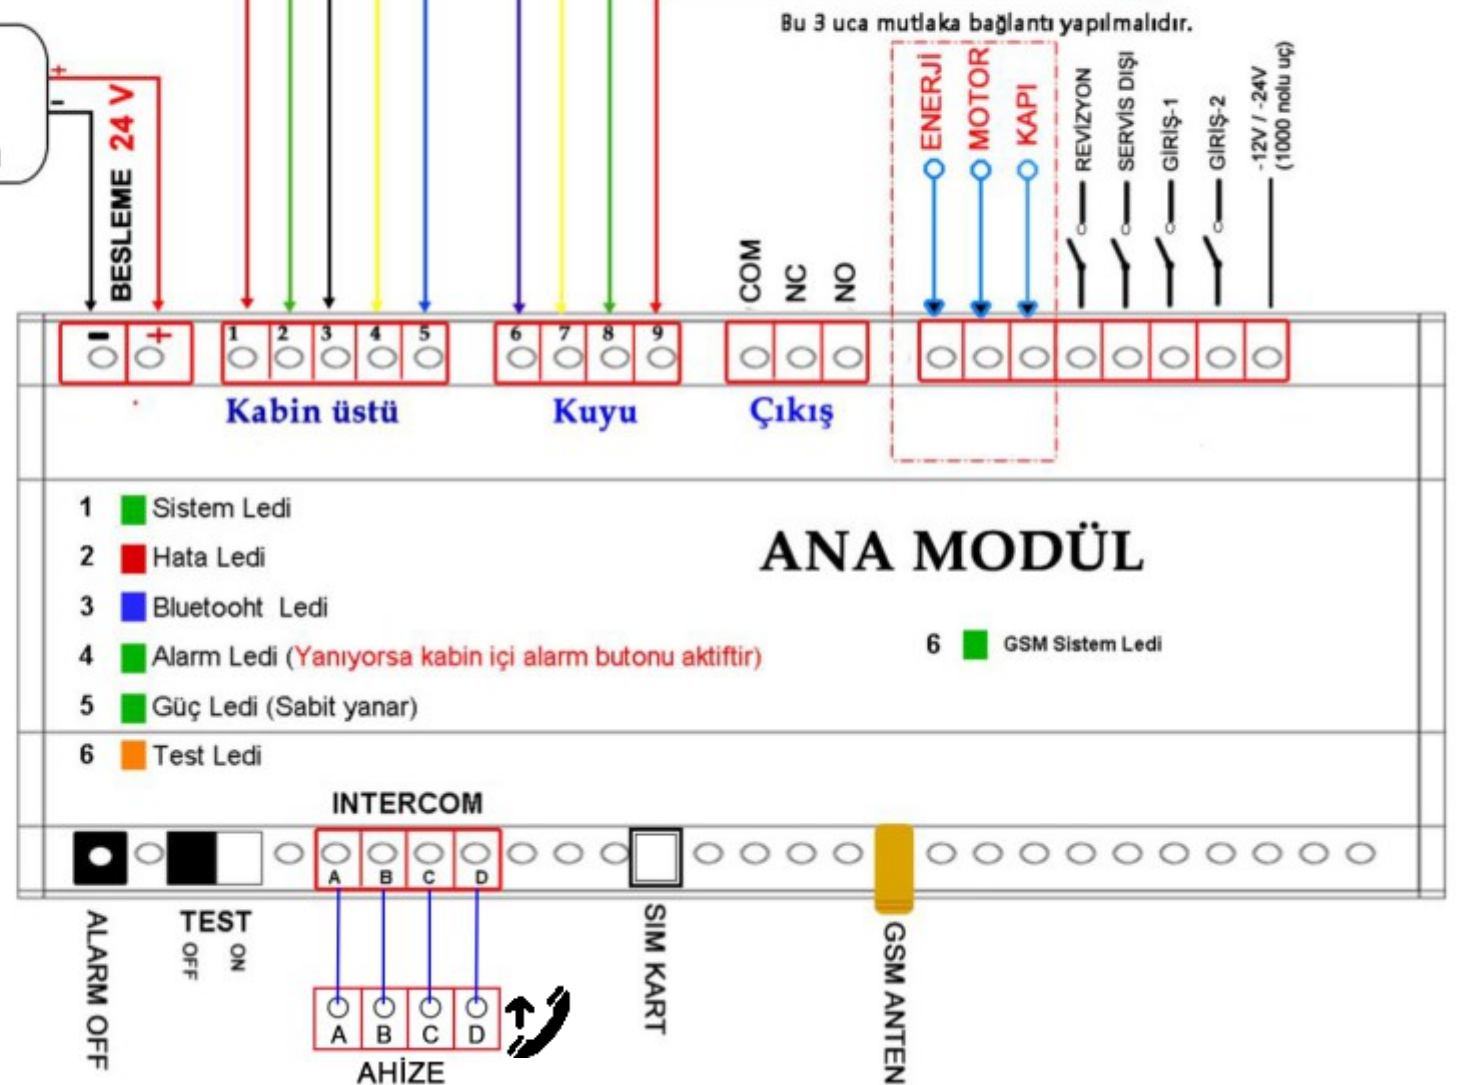 Bu 3 uca mutlaka bağlantı yapılmalıdır.
+
-
BESLEME 24 V
ENERJİ
MOTOR
KAPI
REVİZYON
SERVİS DIŞI
GİRİŞ-1
GİRİŞ-2
-12V / -24V
(1000 nolu uç)
COM
NC
NO
- +
1 2 3 4 5
6 7 8 9
Kabin üstü
Kuyu
Çıkış
1 Sistem Ledi
2 Hata Ledi
3 Bluetooht Ledi
4 Alarm Ledi (Yanıyorsa kabin içi alarm butonu aktiftir)
5 Güç Ledi (Sabit yanar)
6 Test Ledi
ANA MODÜL
6 GSM Sistem Ledi
INTERCOM
A B C D
ALARM OFF
TEST
OFF
ON
SIM KART
GSM ANTEN
A B C D
AHİZE